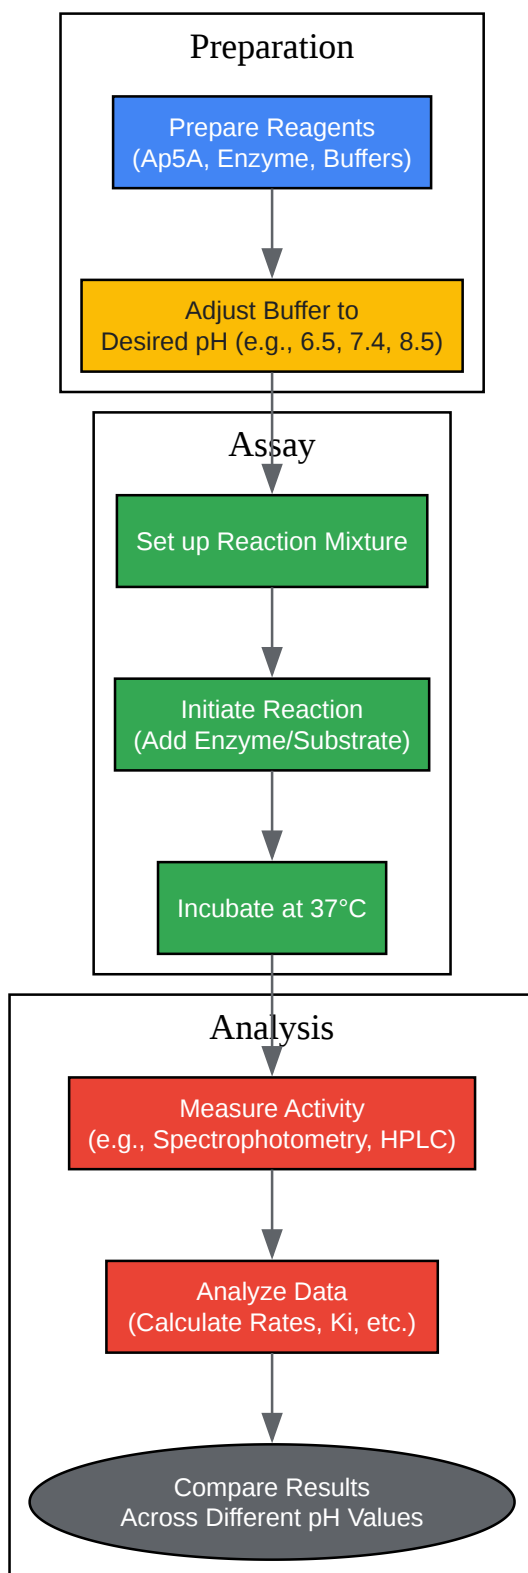 Preparation
Prepare Reagents
(Ap5A, Enzyme, Buffers)
Adjust Buffer to
Desired pH (e.g., 6.5, 7.4, 8.5)
Assay
Set up Reaction Mixture
Initiate Reaction
(Add Enzyme/Substrate)
Incubate at 37°C
Analysis
Measure Activity
(e.g., Spectrophotometry, HPLC)
Analyze Data
(Calculate Rates, Ki, etc.)
Compare Results
Across Different pH Values